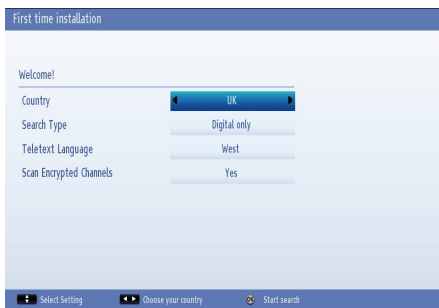 First time installation
Welcome!
Country UK
Search Type Digital only
Teletext Language West
Scan Encrypted Channels Yes
Select Setting Choose your country OK Start search